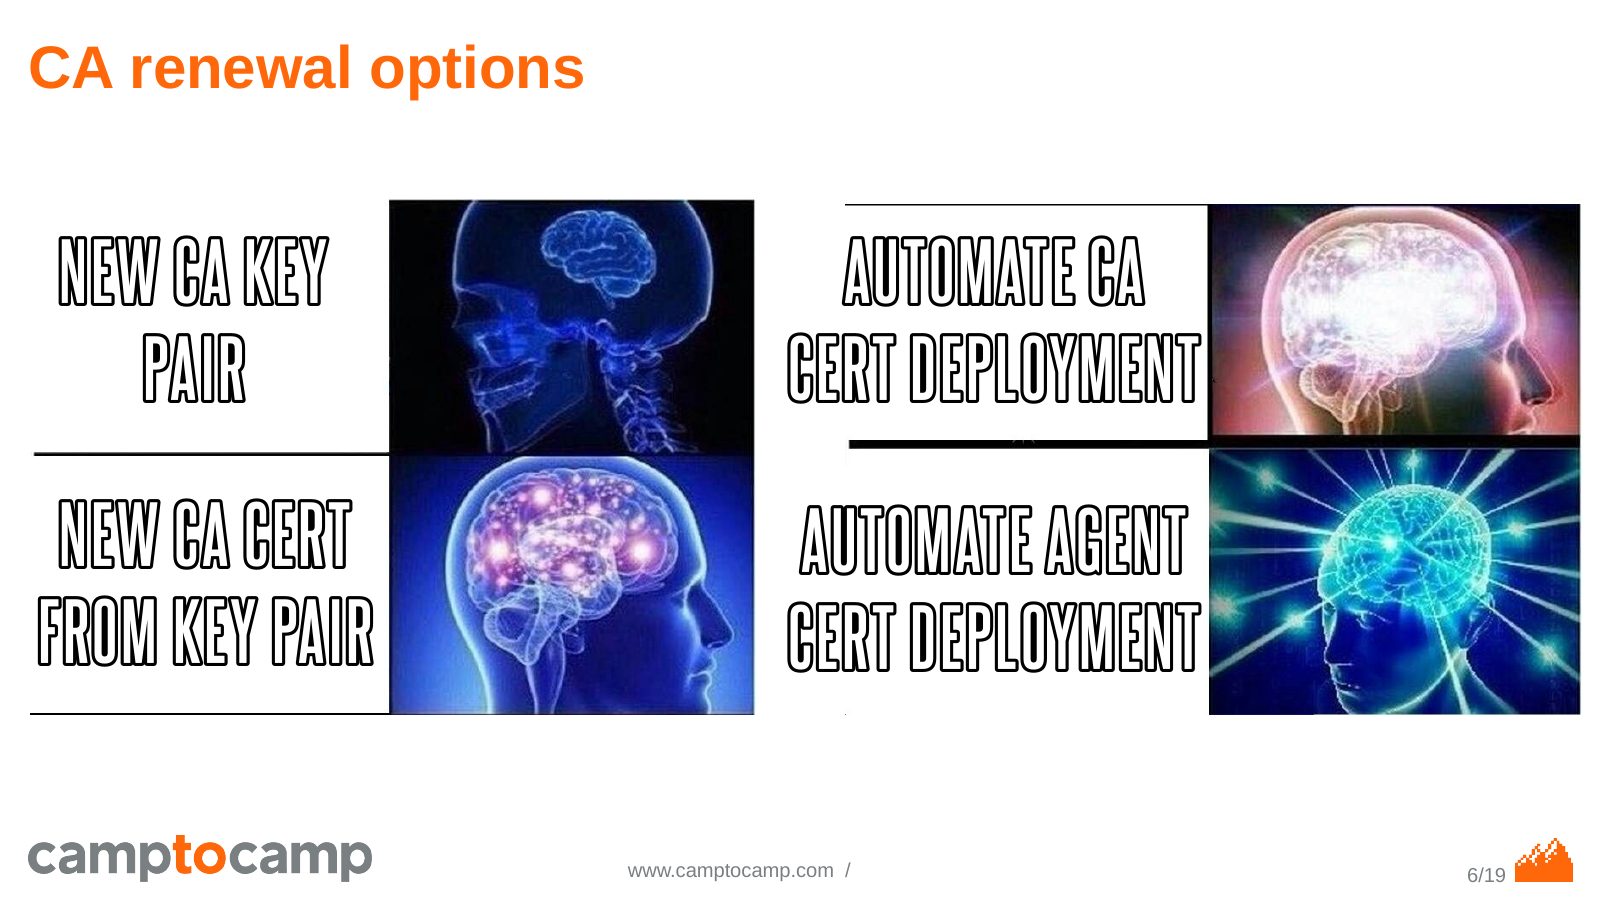 CA renewal options
NEW CA KEY
PAIR
NEW CA CERT
FROM KEY PAIR
AUTOMATE CA
CERT DEPLOYMENT
AUTOMATE AGENT
CERT DEPLOYMENT
camptocamp
www.camptocamp.com /
6/19